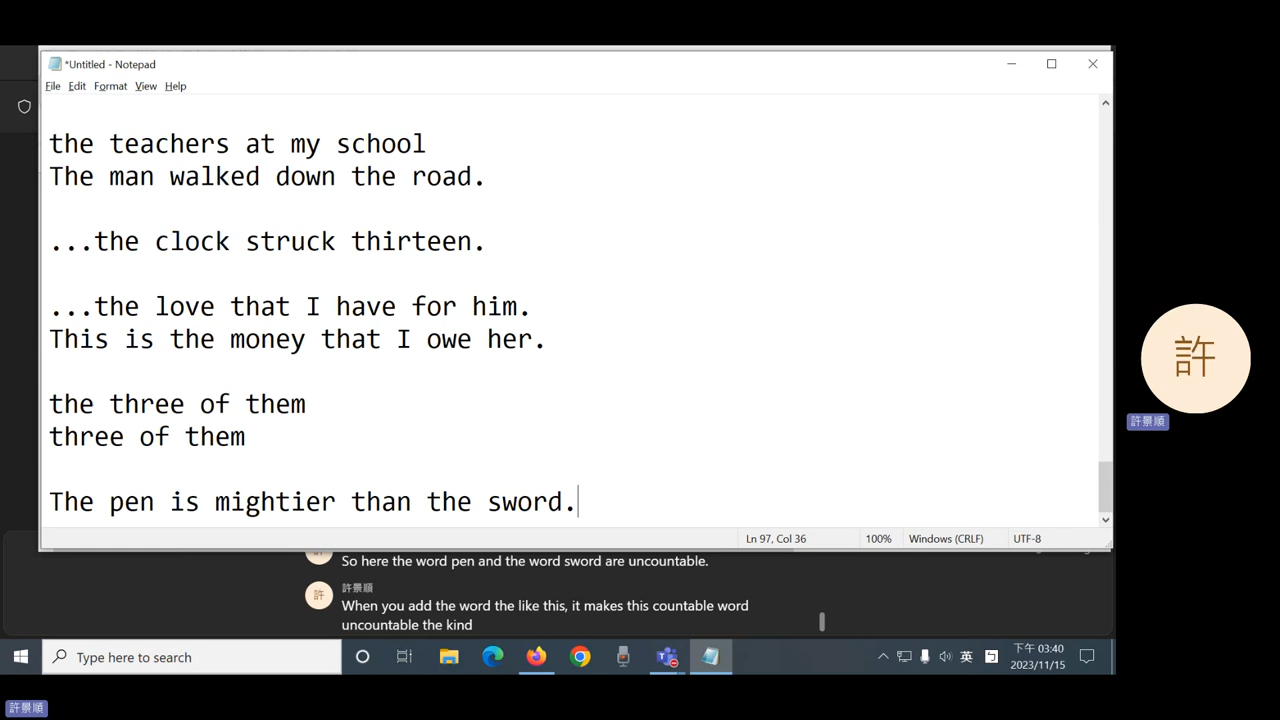 *Untitled - Notepad
File Edit Format View Help
the teachers at my school
The man walked down the road.
...the clock struck thirteen.
...the love that I have for him.
This is the money that I owe her.
the three of them
three of them
The pen is mightier than the sword.
Ln 97, Col 36 100% Windows (CRLF) UTF-8
So here the word pen and the word sword are uncountable.
許景順
許 When you add the word the like this, it makes this countable word
uncountable the kind
Type here to search
英
下午 03:40
2023/11/15
許
許景順
許景順